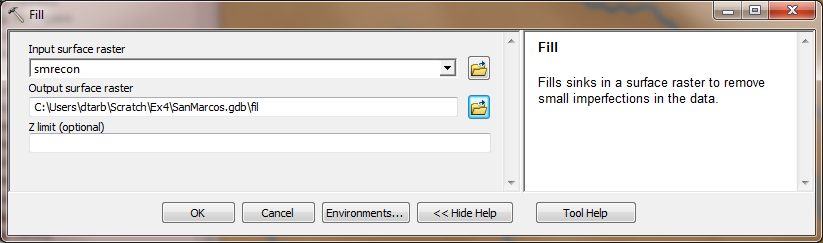 Fill
Input surface raster
smrecon
Output surface raster
C:\Users\dtarb\Scratch\Ex4\SanMarcos.gdb\fil
Z limit (optional)
OK
Cancel
Environments...
<< Hide Help
Fill
Fills sinks in a surface raster to remove
small imperfections in the data.
Tool Help